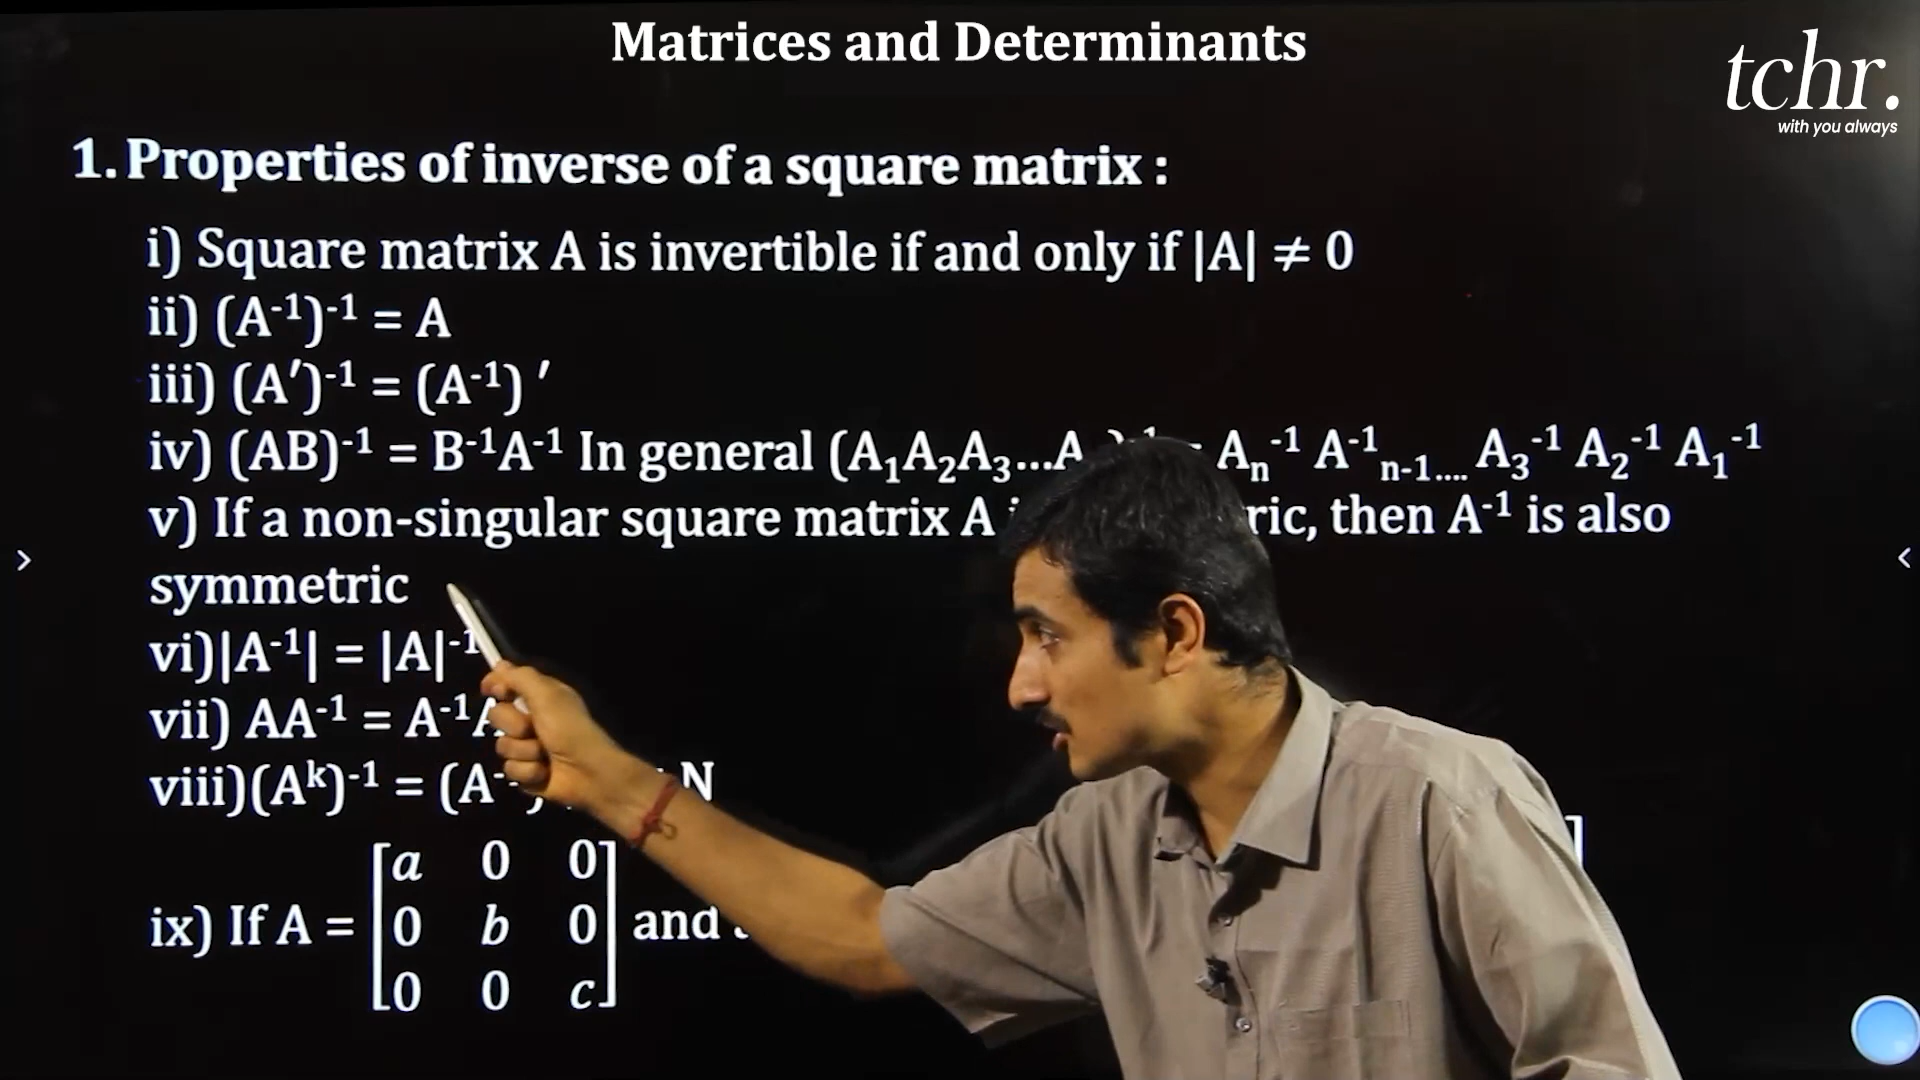 Matrices and Determinants
tchr.
with you always
1. Properties of inverse of a square matrix :
i) Square matrix A is invertible if and only if |A| ≠ 0
ii) (A⁻¹)⁻¹ = A
iii) (A′)⁻¹ = (A⁻¹) ′
iv) (AB)⁻¹ = B⁻¹A⁻¹ In general (A₁A₂A₃...A Aₙ⁻¹ A⁻¹ₙ₋₁.... A₃⁻¹ A₂⁻¹ A₁⁻¹
v) If a non-singular square matrix A then A⁻¹ is also
symmetric
vi)|A⁻¹| = |A|⁻¹
vii) AA⁻¹ = A⁻¹A
viii)(Aᵏ)⁻¹ = (A⁻ N
ix) If A = [a 0 0
0 b 0
0 0 c] and